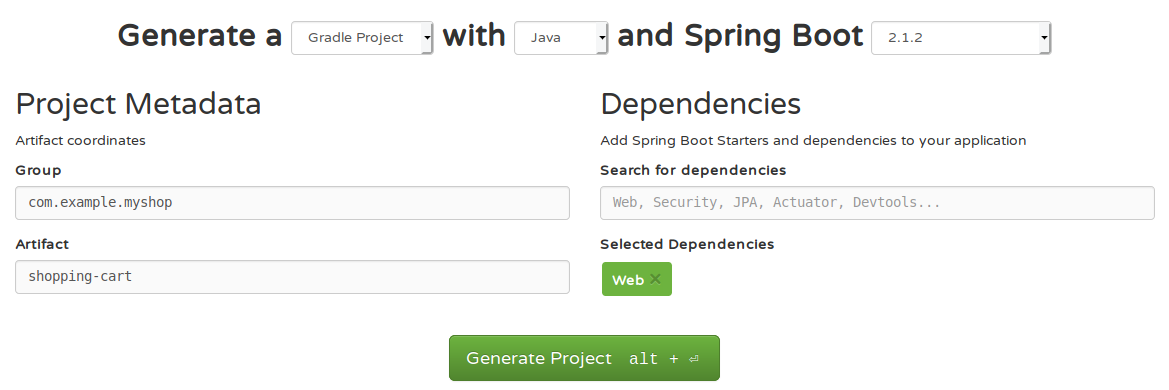 Generate a Gradle Project with Java and Spring Boot 2.1.2
Project Metadata
Artifact coordinates
Group
com.example.myshop
Artifact
shopping-cart
Dependencies
Add Spring Boot Starters and dependencies to your application
Search for dependencies
Web, Security, JPA, Actuator, Devtools...
Selected Dependencies
Web ✕
Generate Project alt + ⏎